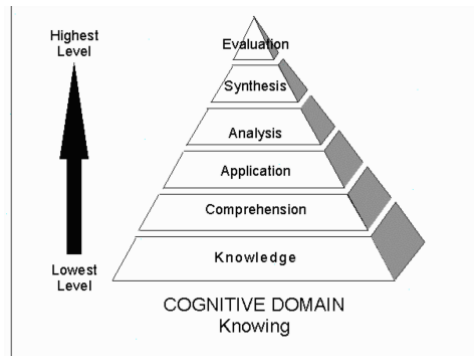 Highest
Level
Evaluation
Synthesis
Analysis
Application
Comprehension
Knowledge
Lowest
Level
COGNITIVE DOMAIN
Knowing